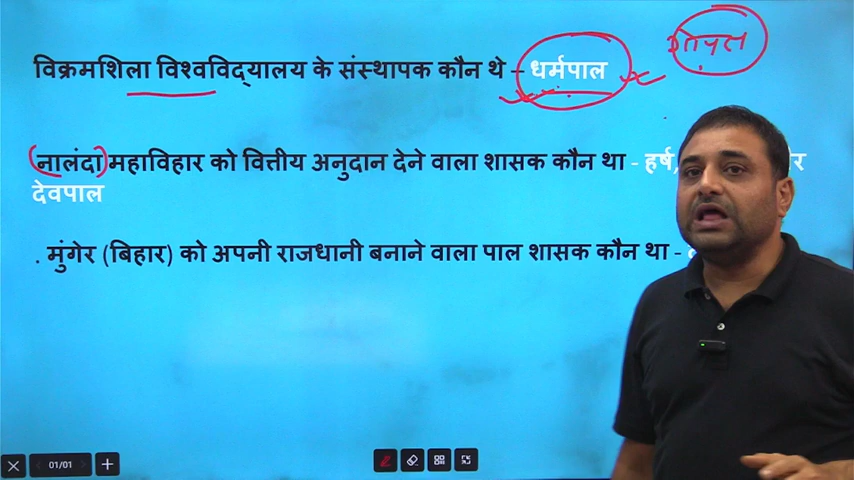 गोपाल
विक्रमशिला विश्वविद्यालय के संस्थापक कौन थे - धर्मपाल
(नालंदा) महाविहार को वित्तीय अनुदान देने वाला शासक कौन था - हर्ष,
देवपाल
. मुंगेर (बिहार) को अपनी राजधानी बनाने वाला पाल शासक कौन था -
01/01